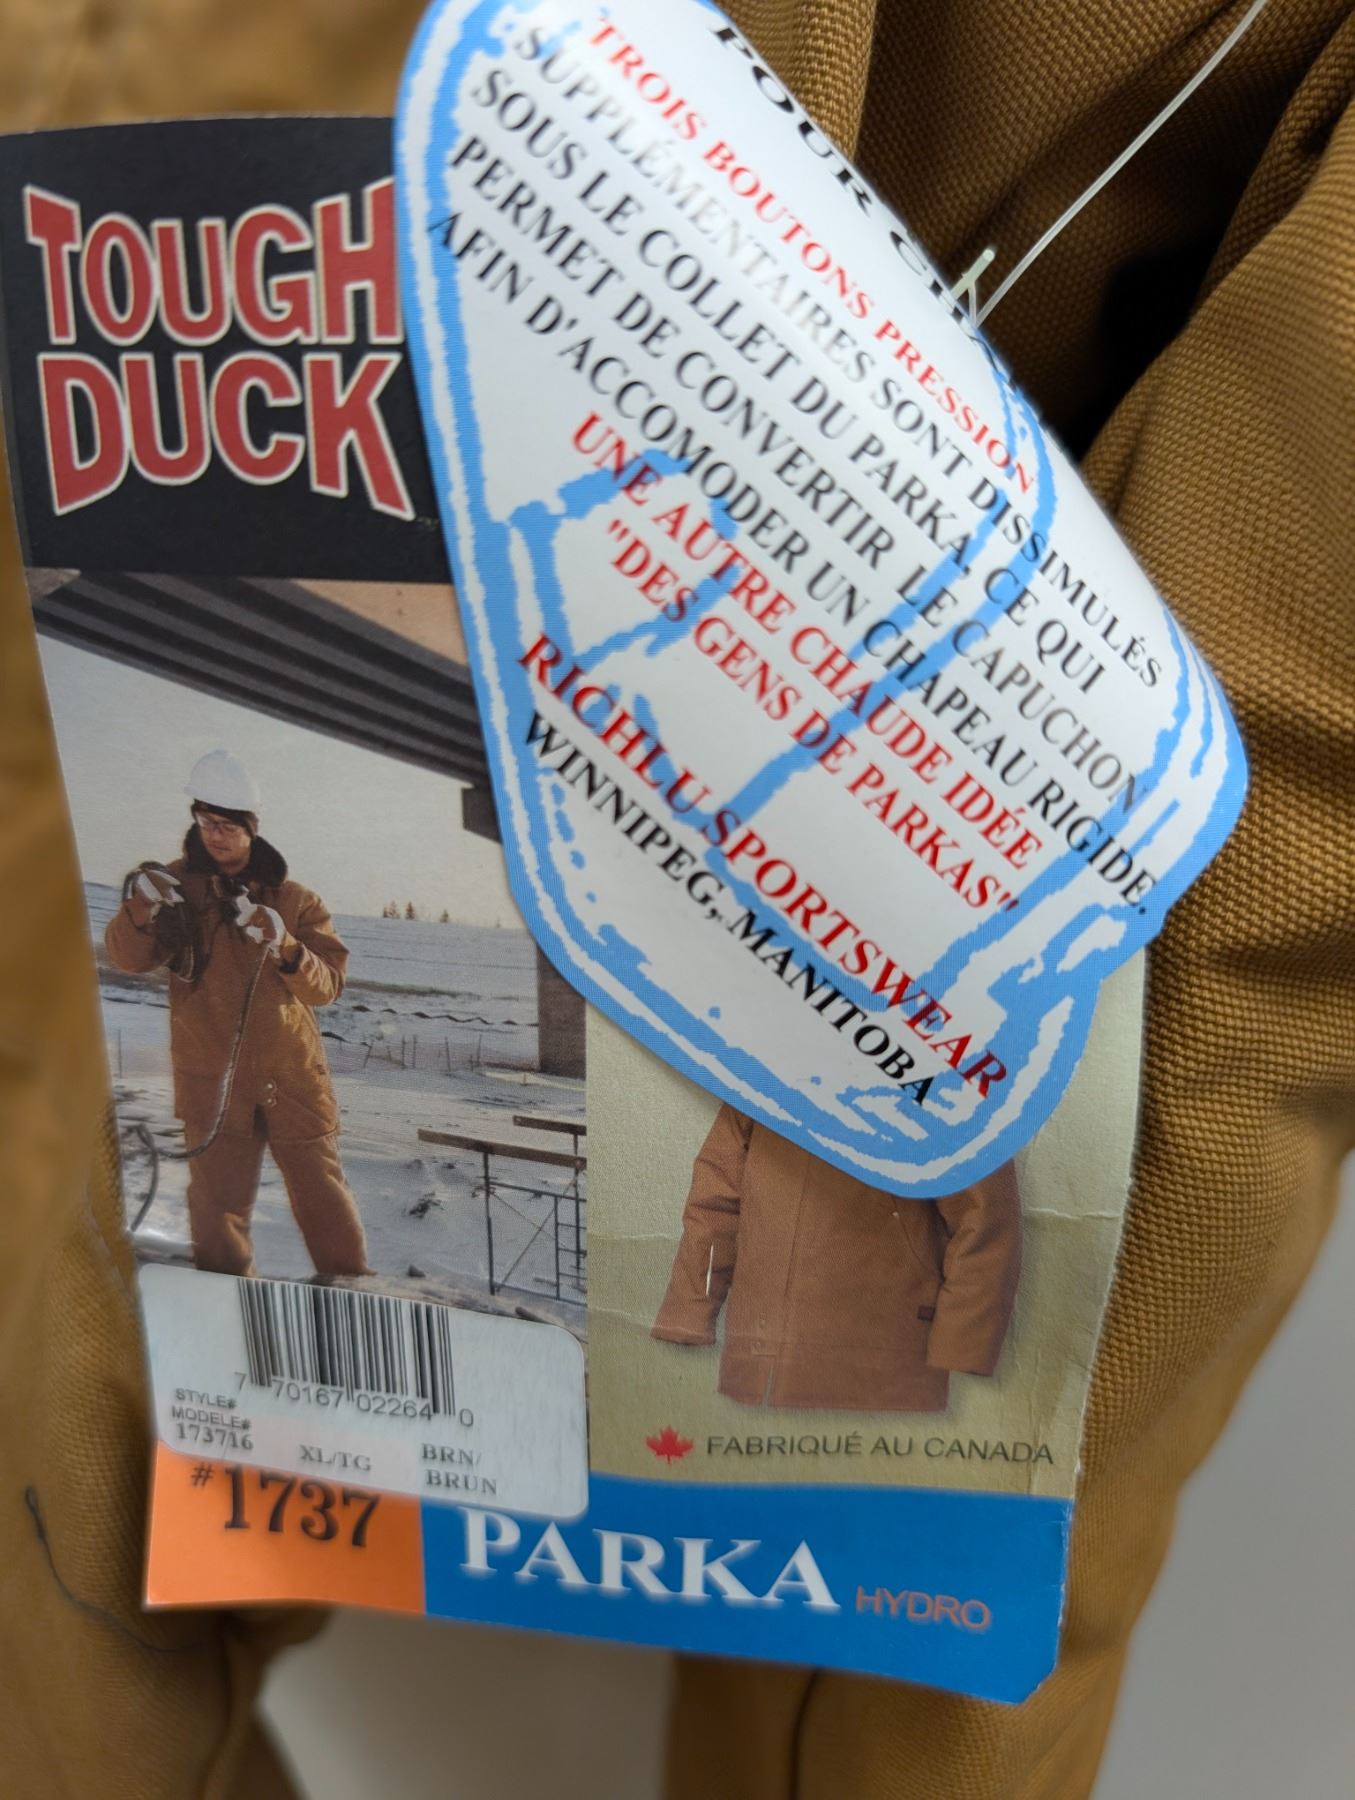 TOUGH
DUCK
POUR
TROIS BOUTONS PRESSION
SUPPLÉMENTAIRES SONT DISSIMULÉS
SOUS LE COLLET DU PARKA, CE QUI
PERMET DE CONVERTIR LE CAPUCHON
AFIN D'ACCOMODER UN CHAPEAU RIGIDE.
UNE AUTRE CHAUDE IDÉE
"DES GENS DE PARKAS"
RICHLU SPORTSWEAR
WINNIPEG, MANITOBA
7 70167 02264 0
STYLE#
MODELE#
173716 XL/TG BRN/
BRUN
FABRIQUÉ AU CANADA
#1737
PARKA HYDRO